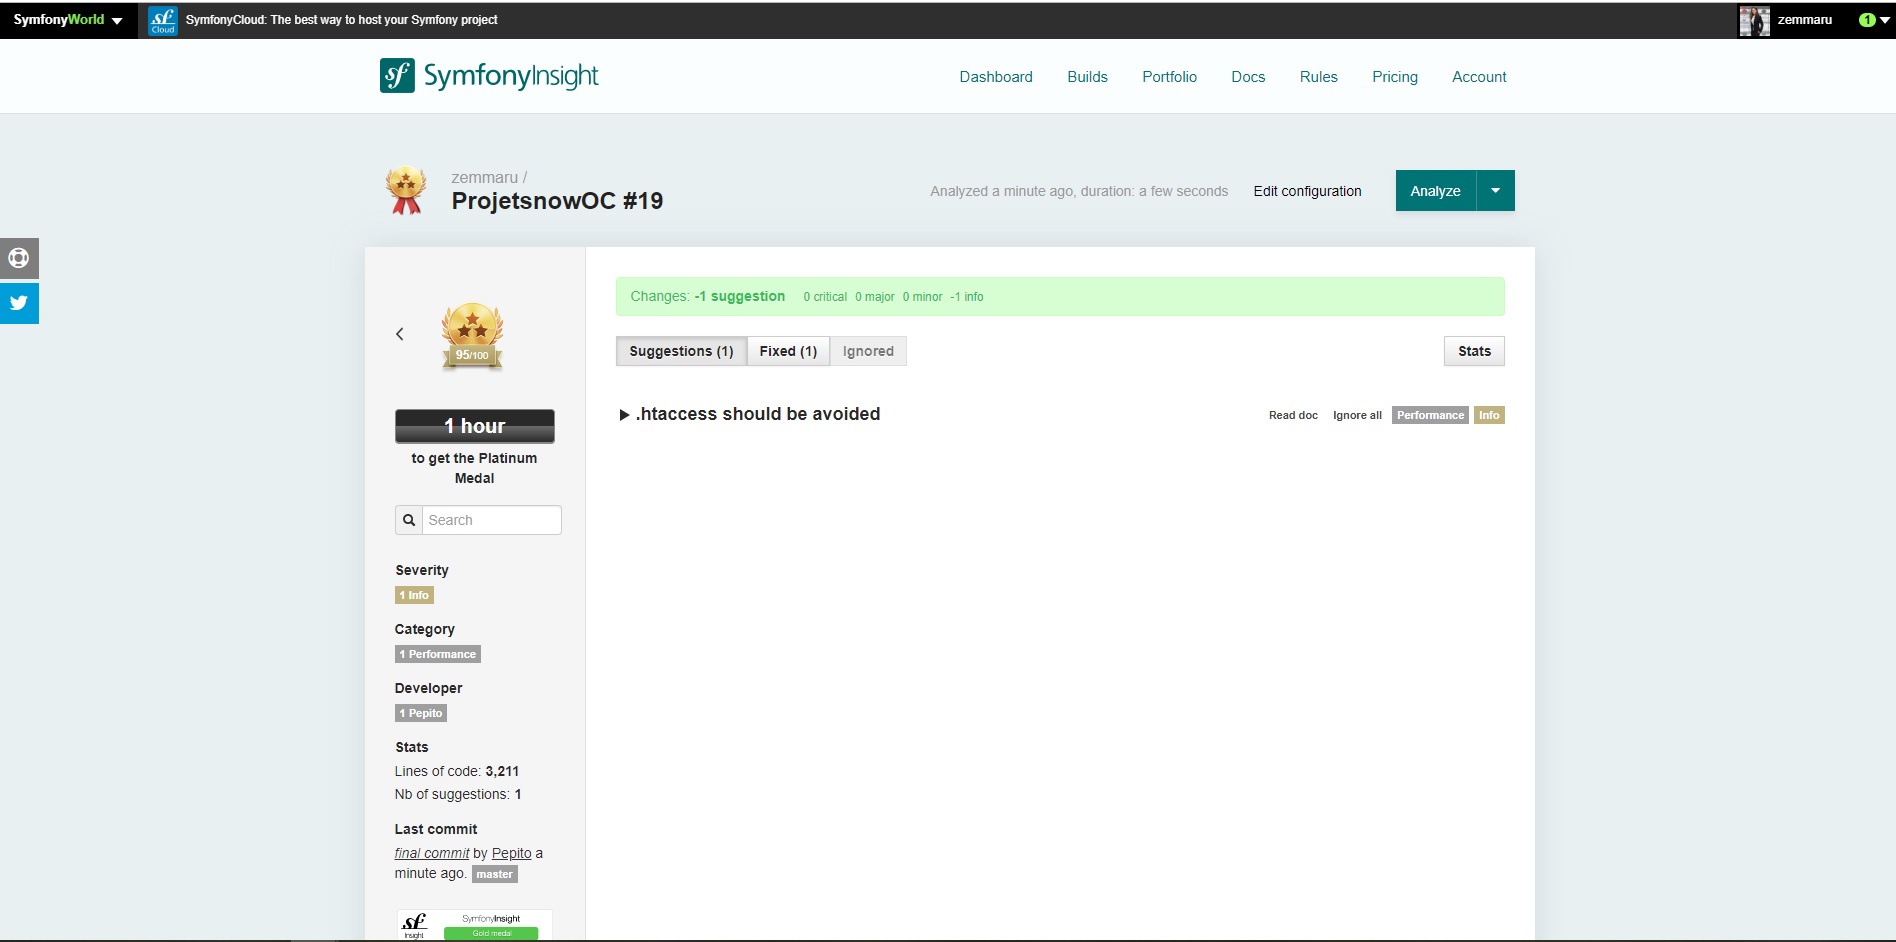 SymfonyWorld
sf Cloud
SymfonyCloud: The best way to host your Symfony project
zemmaru
1
sf SymfonyInsight
Dashboard Builds Portfolio Docs Rules Pricing Account
zemmaru /
ProjetsnowOC #19
Analyzed a minute ago, duration: a few seconds
Edit configuration
Analyze
95/100
1 hour
to get the Platinum
Medal
Search
Severity
1 Info
Category
1 Performance
Developer
1 Pepito
Stats
Lines of code: 3,211
Nb of suggestions: 1
Last commit
final commit by Pepito a
minute ago. master
sf Insight
SymfonyInsight
Gold medal
Changes: -1 suggestion 0 critical 0 major 0 minor -1 info
Suggestions (1) Fixed (1) Ignored
Stats
.htaccess should be avoided
Read doc Ignore all Performance Info